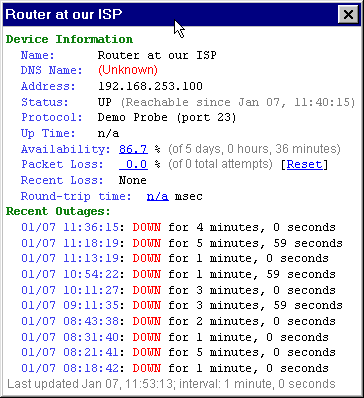 Router at our ISP
Device Information
Name: Router at our ISP
DNS Name: (Unknown)
Address: 192.168.253.100
Status: UP (Reachable since Jan 07, 11:40:15)
Protocol: Demo Probe (port 23)
Up Time: n/a
Availability: 86.7 % (of 5 days, 0 hours, 36 minutes)
Packet Loss: 0.0 % (of 0 total attempts) [Reset]
Recent Loss: None
Round-trip time: n/a msec
Recent Outages:
01/07 11:36:15: DOWN for 4 minutes, 0 seconds
01/07 11:18:19: DOWN for 5 minutes, 59 seconds
01/07 11:13:19: DOWN for 1 minute, 0 seconds
01/07 10:54:22: DOWN for 1 minute, 59 seconds
01/07 10:11:27: DOWN for 3 minutes, 0 seconds
01/07 09:11:35: DOWN for 3 minutes, 59 seconds
01/07 08:43:38: DOWN for 2 minutes, 0 seconds
01/07 08:31:40: DOWN for 1 minute, 0 seconds
01/07 08:21:41: DOWN for 5 minutes, 0 seconds
01/07 08:18:42: DOWN for 1 minute, 0 seconds
Last updated Jan 07, 11:53:13; interval: 1 minute, 0 seconds